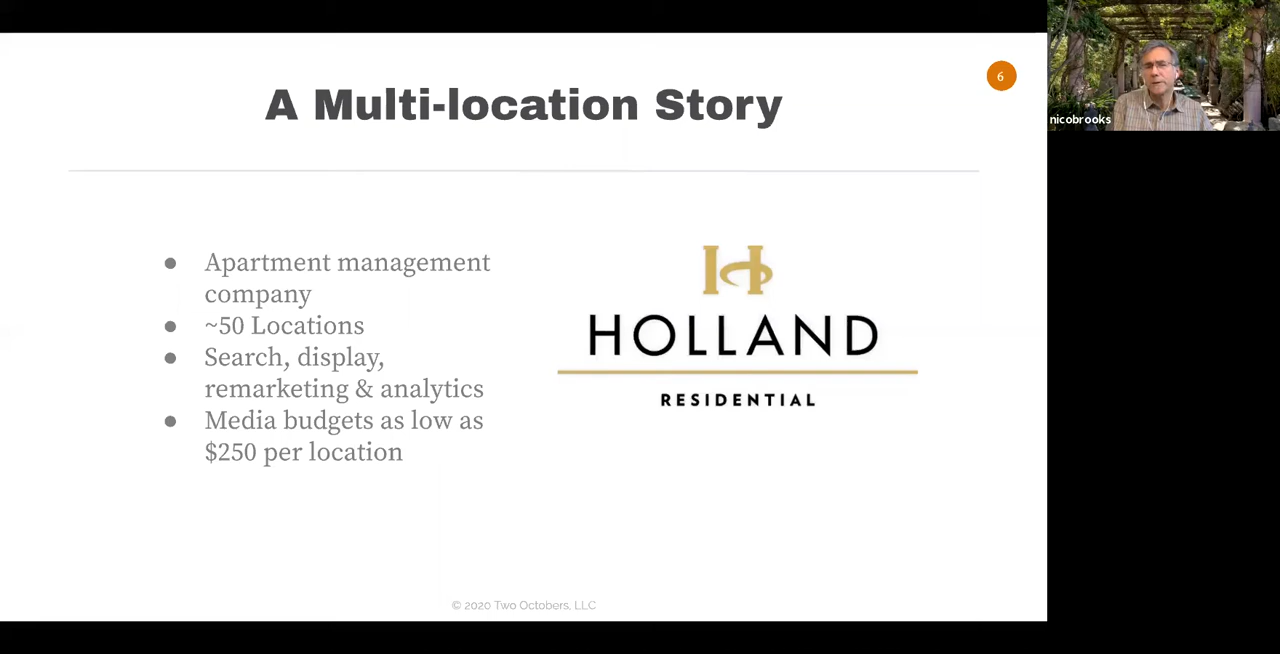 A Multi-location Story
6
nicobrooks
● Apartment management
company
● ~50 Locations
● Search, display,
remarketing & analytics
● Media budgets as low as
$250 per location
H
HOLLAND
RESIDENTIAL
© 2020 Two Octobers, LLC